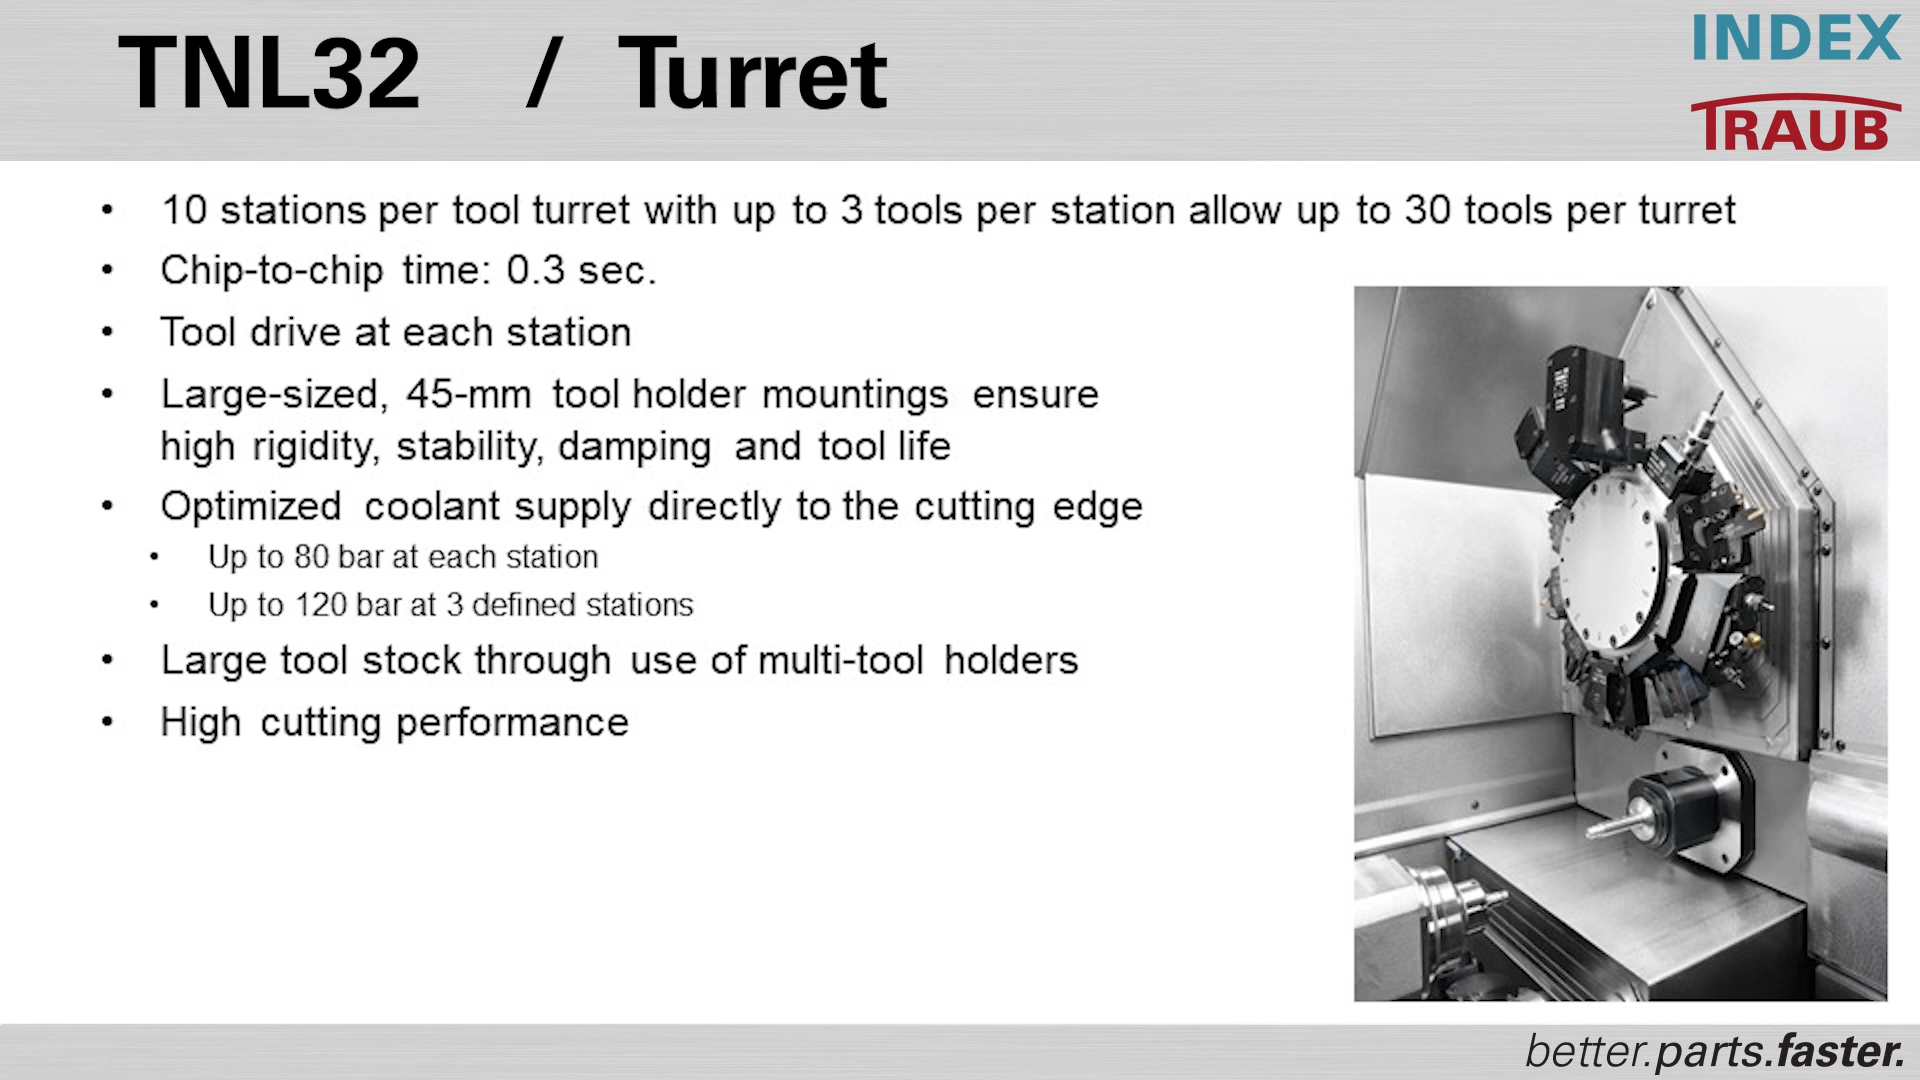 TNL32 / Turret
INDEX
TRAUB
• 10 stations per tool turret with up to 3 tools per station allow up to 30 tools per turret
• Chip-to-chip time: 0.3 sec.
• Tool drive at each station
• Large-sized, 45-mm tool holder mountings ensure
high rigidity, stability, damping and tool life
• Optimized coolant supply directly to the cutting edge
• Up to 80 bar at each station
• Up to 120 bar at 3 defined stations
• Large tool stock through use of multi-tool holders
• High cutting performance
better.parts.faster.